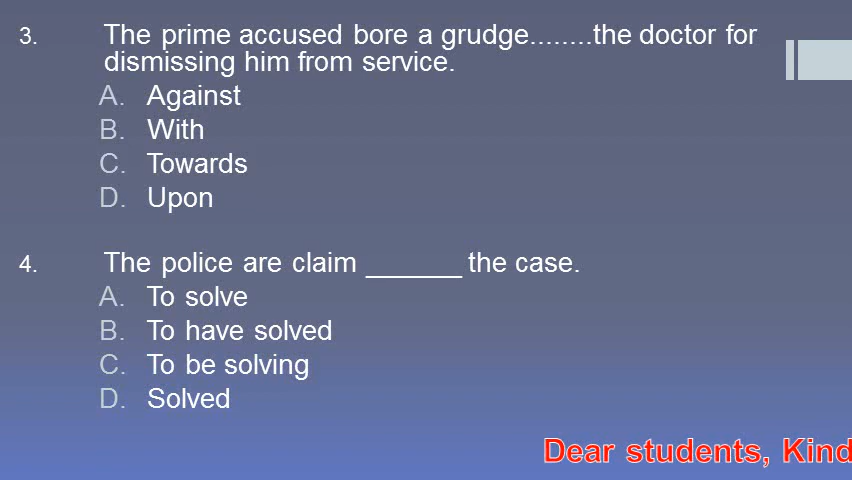 3. The prime accused bore a grudge........the doctor for
dismissing him from service.
A. Against
B. With
C. Towards
D. Upon
4. The police are claim ______ the case.
A. To solve
B. To have solved
C. To be solving
D. Solved
Dear students, Kind